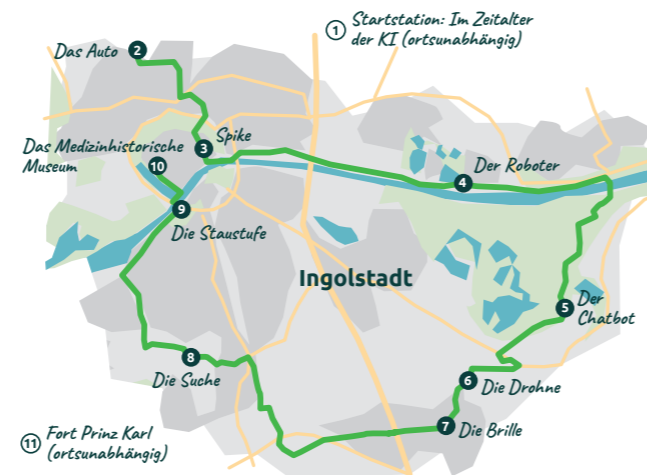 1 Startstation: Im Zeitalter
der KI (ortsunabhängig)
Das Auto 2
3 Spike
Das Medizinhistorische
Museum
10
4 Der Roboter
9
Die Staustufe
Ingolstadt
5 Der
Chatbot
8
Die Suche
6 Die Drohne
7 Die Brille
11 Fort Prinz Karl
(ortsunabhängig)